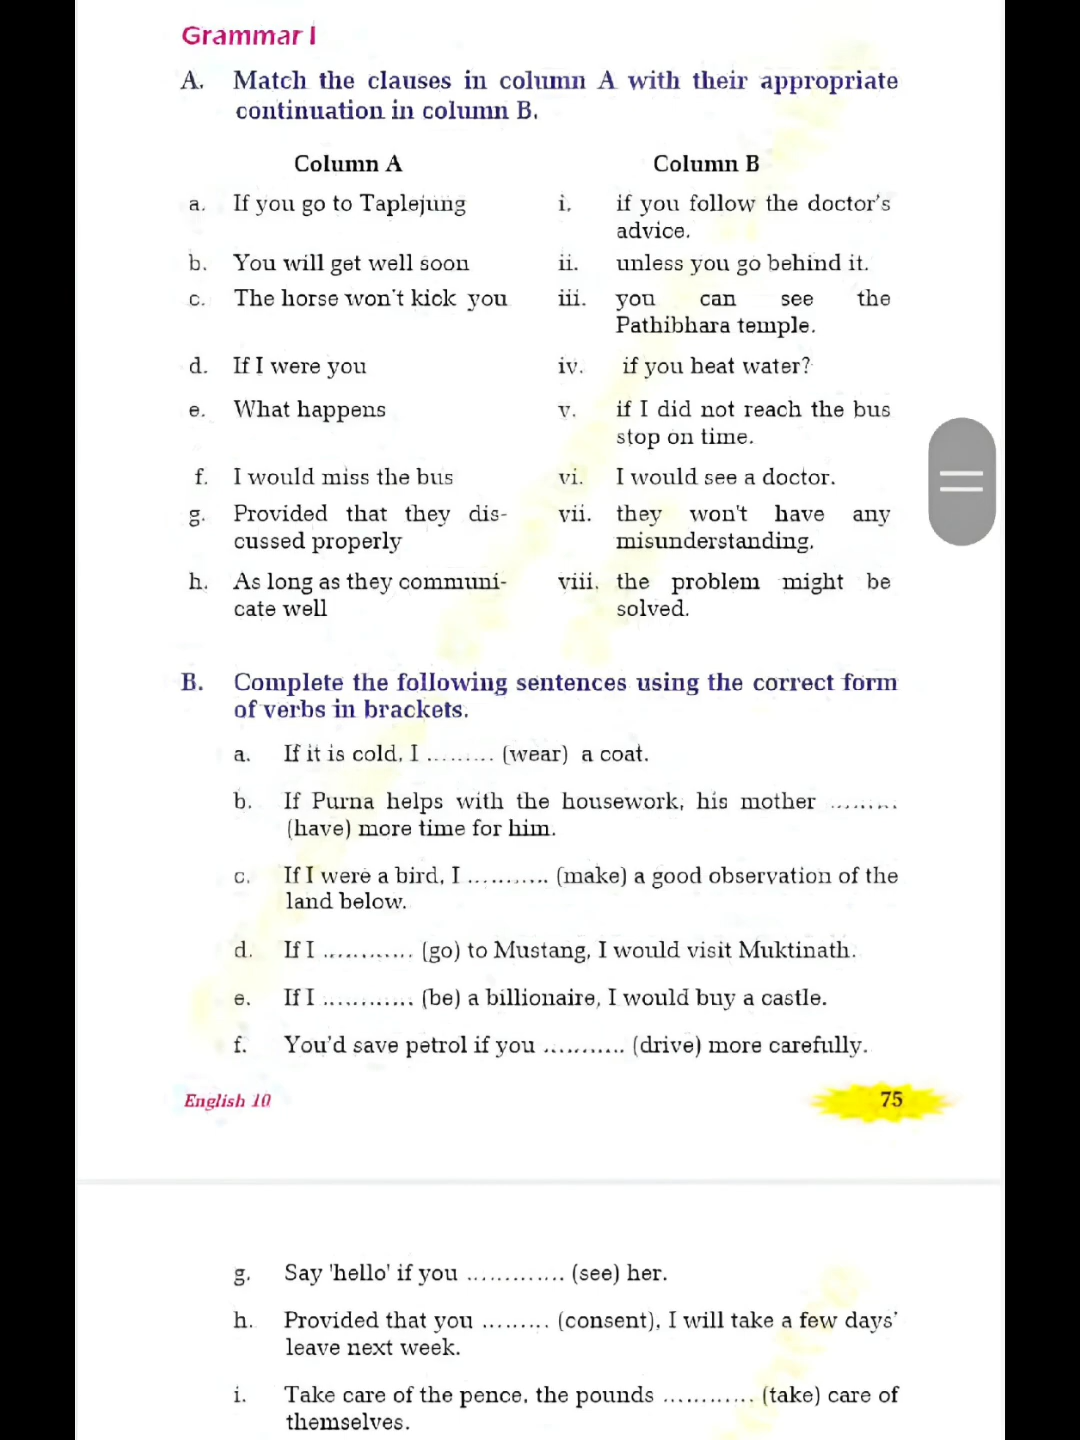 Grammar I
A. Match the clauses in column A with their appropriate
continuation in column B.
Column A Column B
a. If you go to Taplejung i. if you follow the doctor's
advice.
b. You will get well soon ii. unless you go behind it.
c. The horse won't kick you iii. you can see the
Pathibhara temple.
d. If I were you iv. if you heat water?
e. What happens v. if I did not reach the bus
stop on time.
f. I would miss the bus vi. I would see a doctor.
g. Provided that they dis- vii. they won't have any
cussed properly misunderstanding.
h. As long as they communi- viii. the problem might be
cate well solved.
B. Complete the following sentences using the correct form
of verbs in brackets.
a. If it is cold, I ......... (wear) a coat.
b. If Purna helps with the housework, his mother .........
(have) more time for him.
c. If I were a bird, I ........... (make) a good observation of the
land below.
d. If I ............ (go) to Mustang, I would visit Muktinath.
e. If I ............ (be) a billionaire, I would buy a castle.
f. You'd save petrol if you ........... (drive) more carefully.
English 10 75
g. Say 'hello' if you ............. (see) her.
h. Provided that you ......... (consent), I will take a few days'
leave next week.
i. Take care of the pence, the pounds ............ (take) care of
themselves.